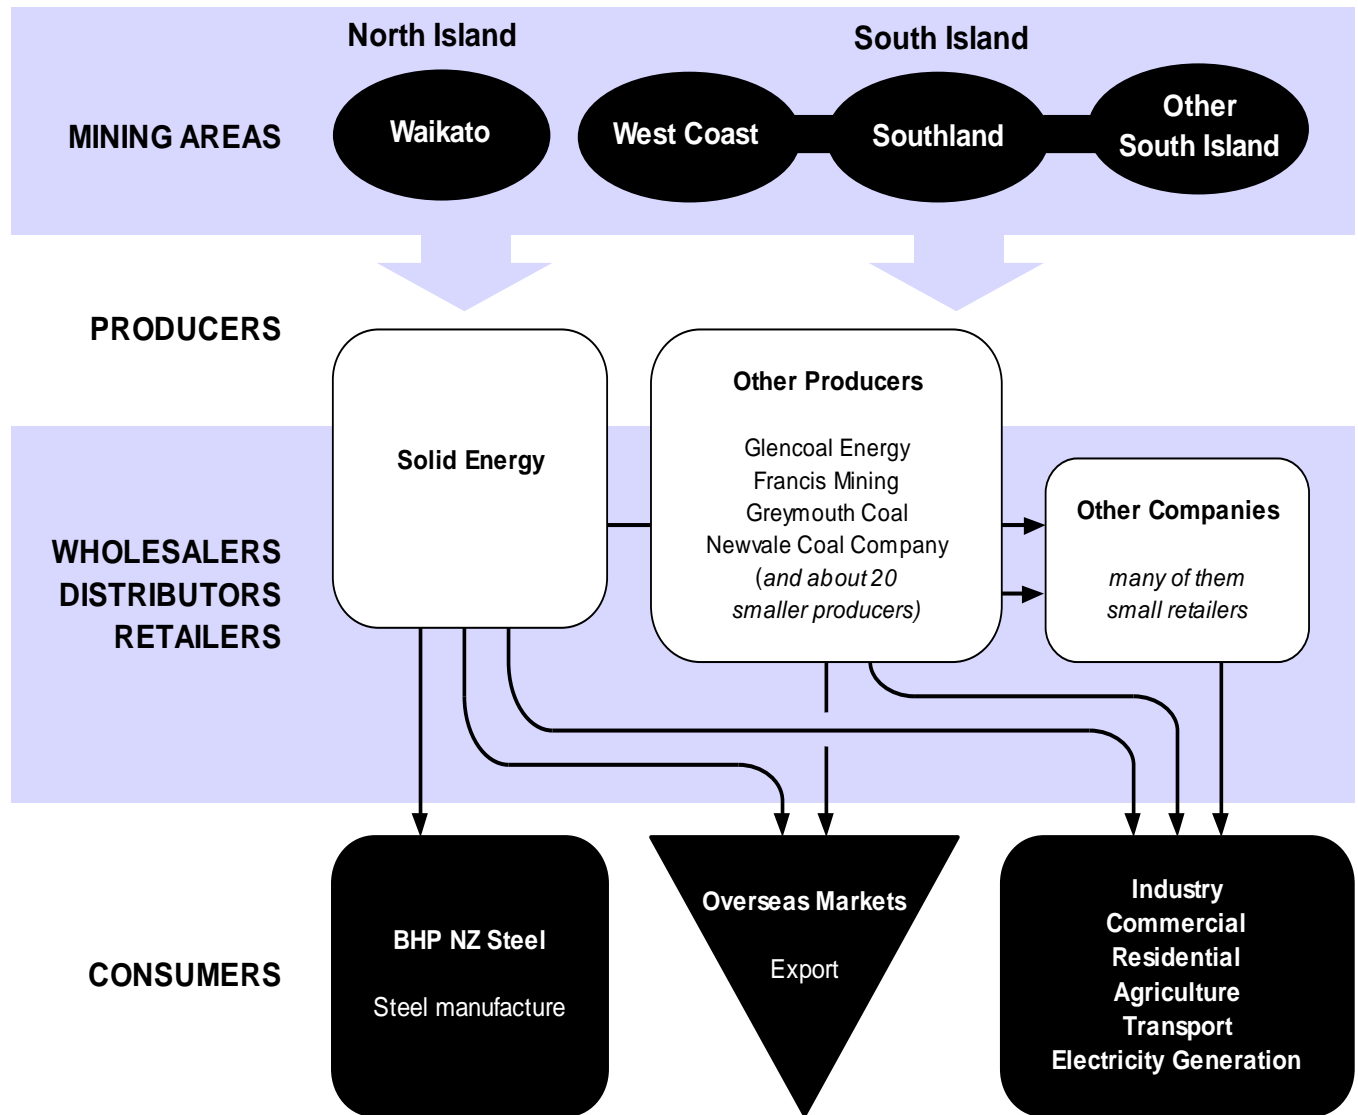 North Island
South Island
MINING AREAS
Waikato
West Coast
Southland
Other
South Island
PRODUCERS
Other Producers
Glencoal Energy
Francis Mining
Greymouth Coal
Newvale Coal Company
(and about 20
smaller producers)
Solid Energy
Other Companies
many of them
small retailers
WHOLESALERS
DISTRIBUTORS
RETAILERS
CONSUMERS
BHP NZ Steel
Steel manufacture
Overseas Markets
Export
Industry
Commercial
Residential
Agriculture
Transport
Electricity Generation